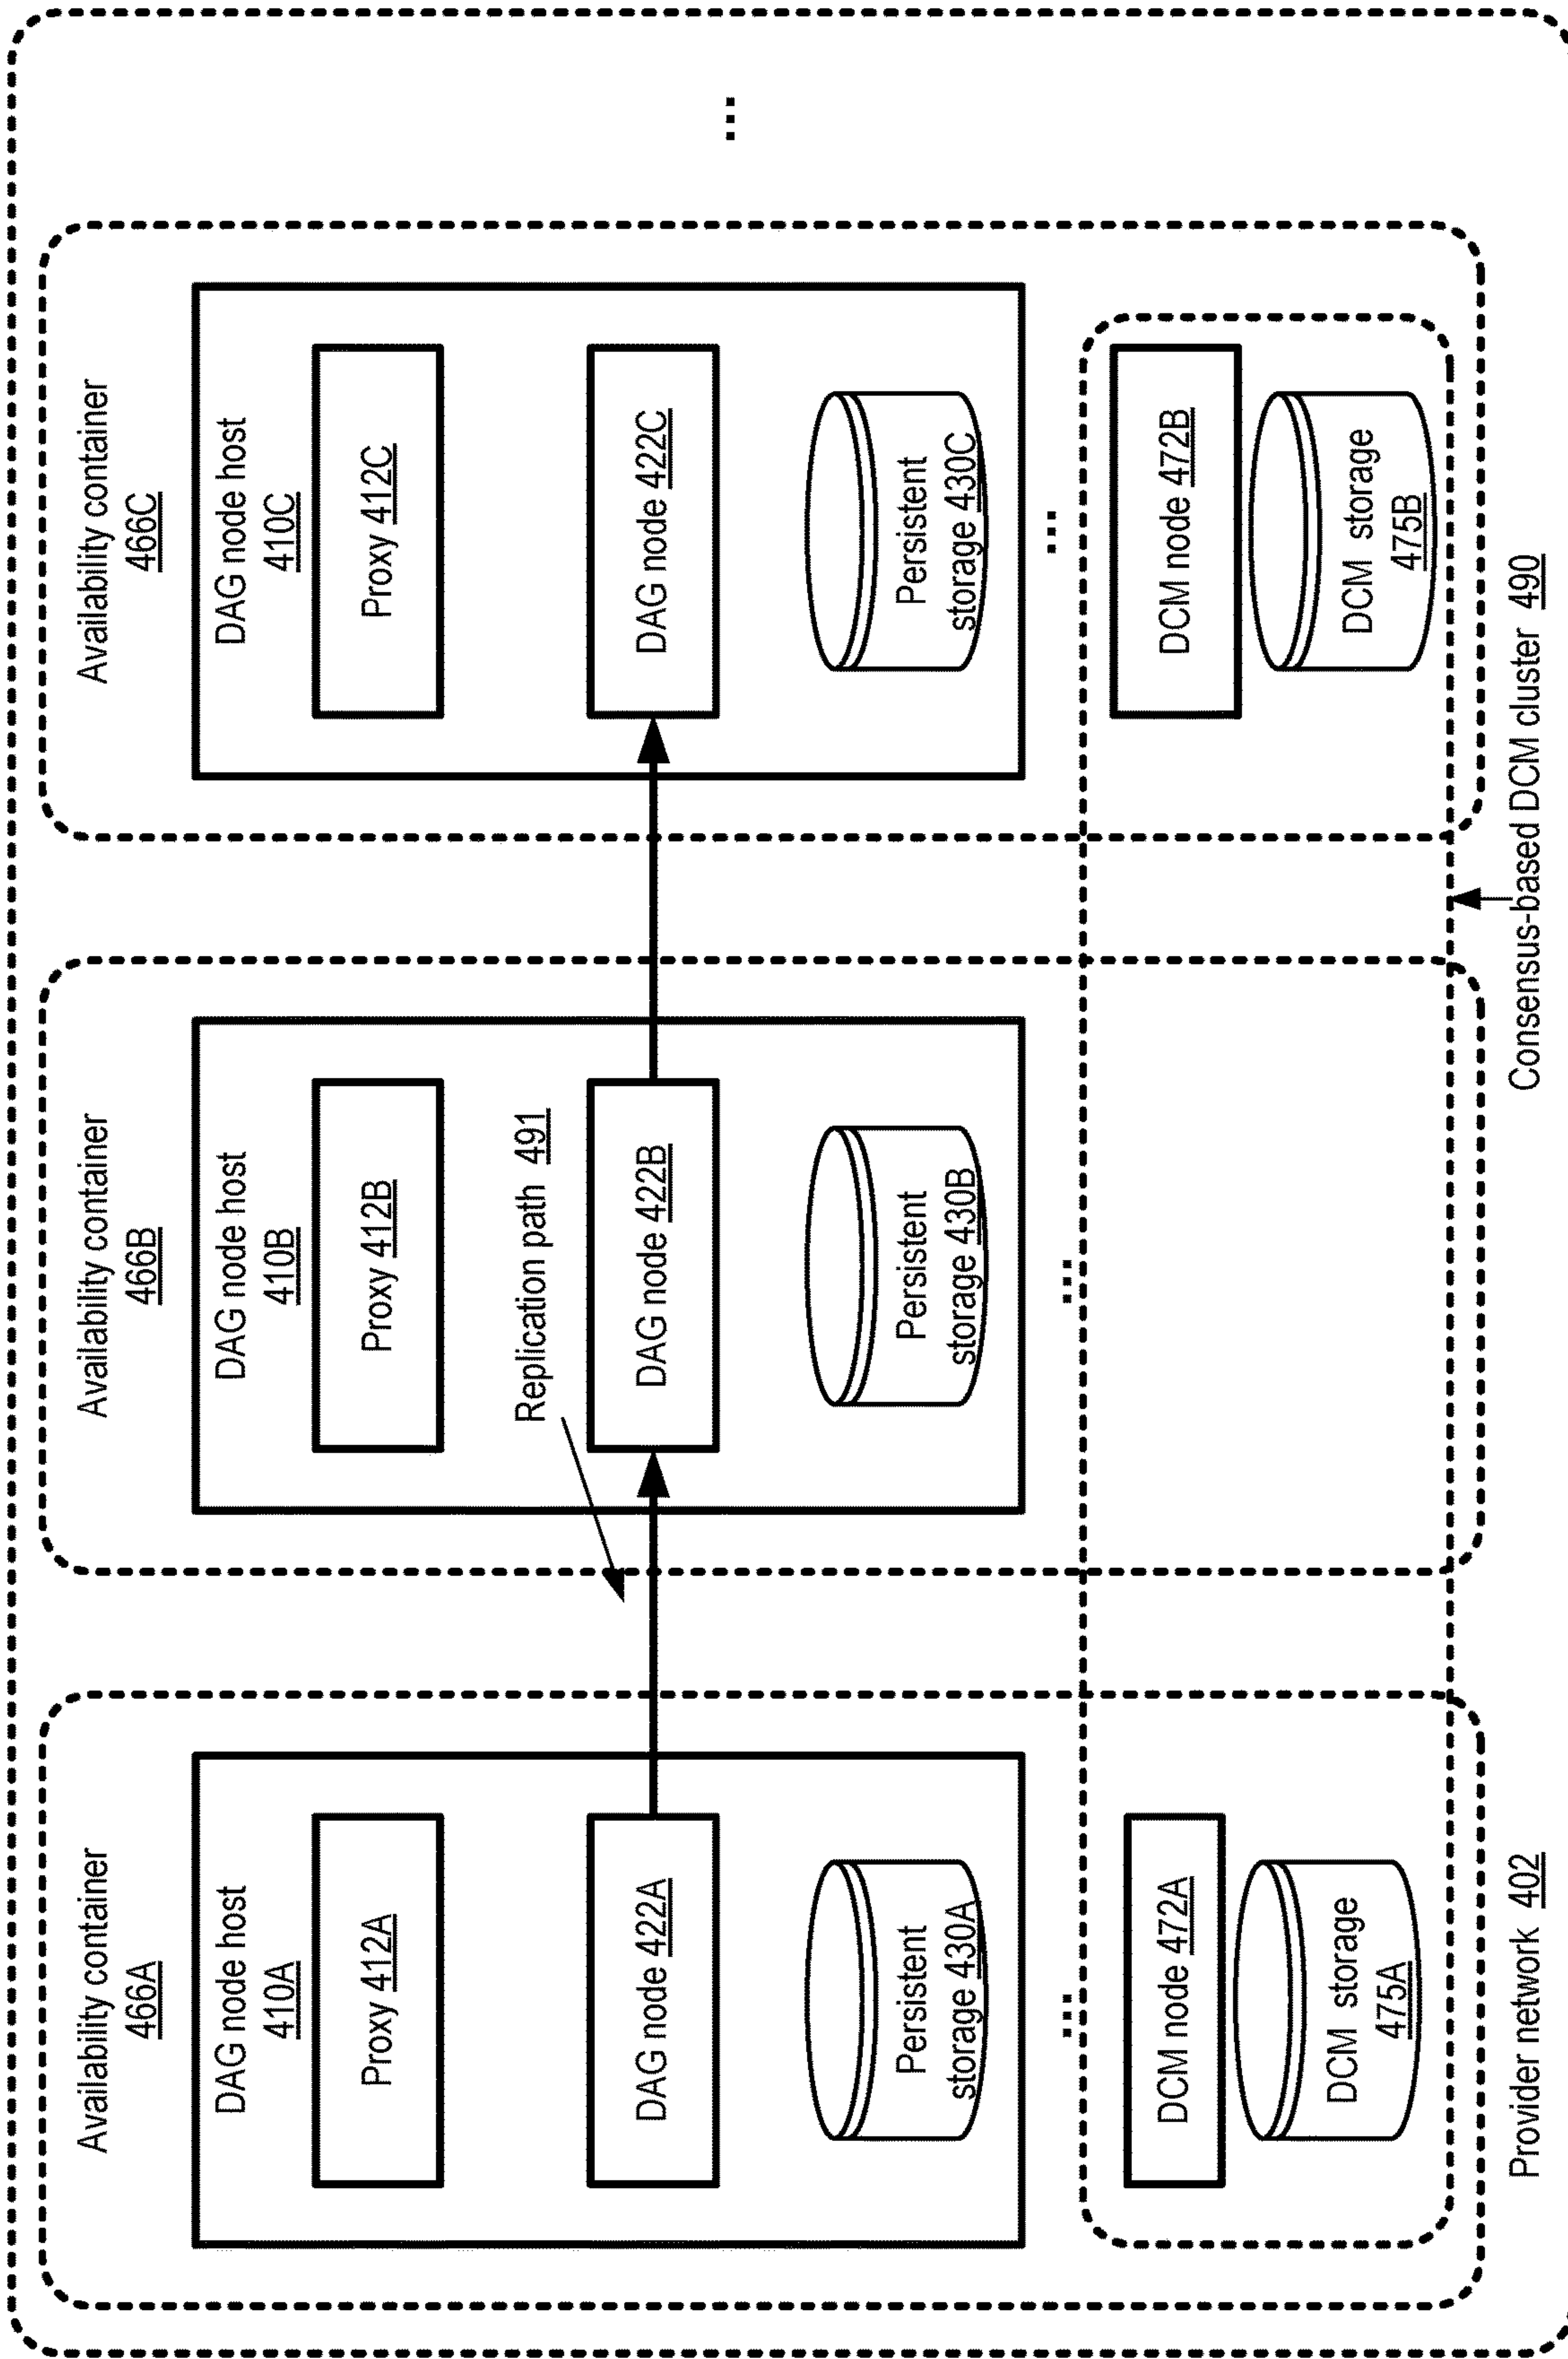 Availability container
466A
DAG node host
410A
Proxy 412A
DAG node 422A
Persistent
storage 430A
...
DCM node 472A
DCM storage
475A
Availability container
466B
DAG node host
410B
Proxy 412B
Replication path 491
DAG node 422B
Persistent
storage 430B
...
Availability container
466C
DAG node host
410C
Proxy 412C
DAG node 422C
Persistent
storage 430C
...
DCM node 472B
DCM storage
475B
...
Provider network 402
Consensus-based DCM cluster 490